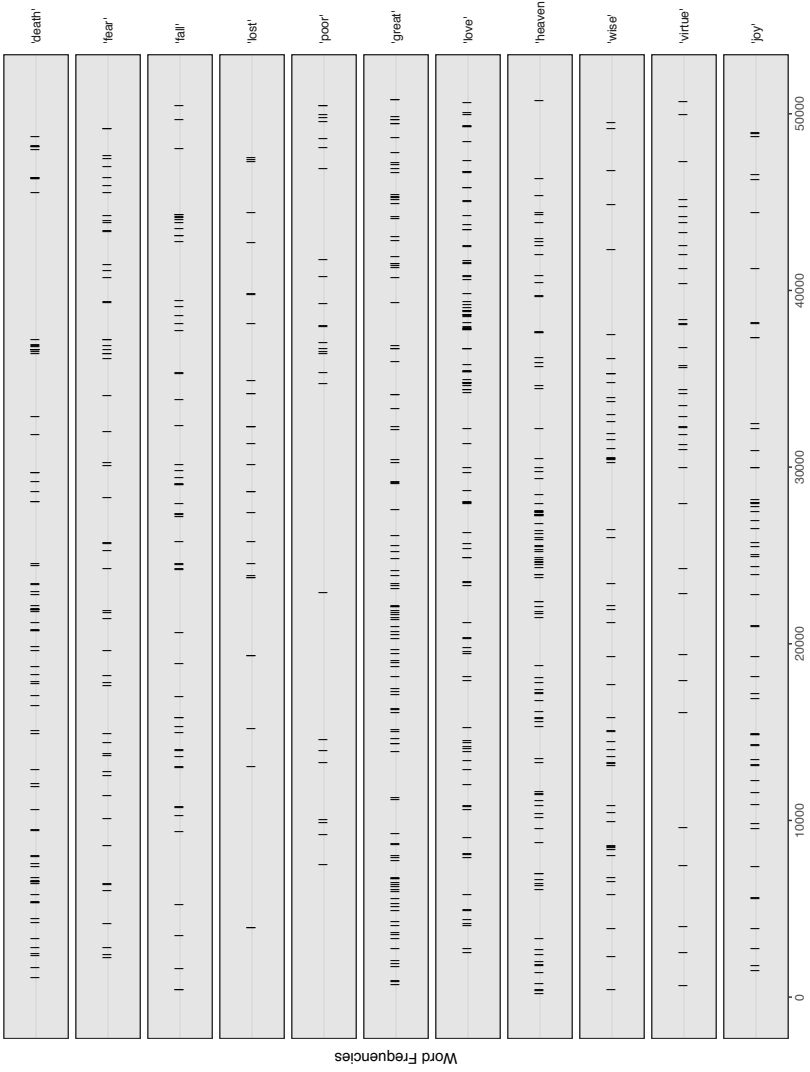 'death'
'fear'
'fall'
'lost'
'poor'
'great'
'love'
'heaven
'wise'
'virtue'
'joy'
0
10000
20000
30000
40000
50000
Word Frequencies